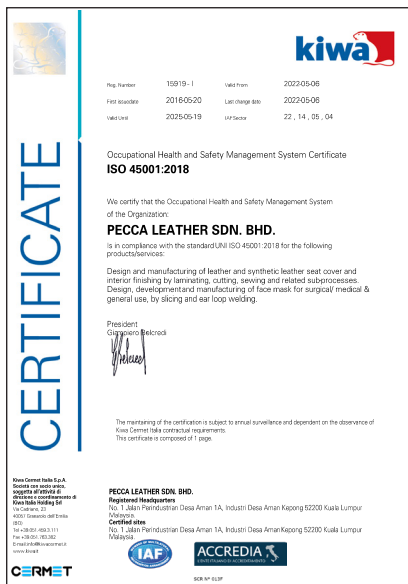 kiwa
Reg. Number 15919 - I Valid From 2022-05-06
First issuedate 2016-05-20 Last change date 2022-05-06
Valid Until 2025-05-19 IAF Sector 22 , 14 , 05 , 04
CERTIFICATE
Occupational Health and Safety Management System Certificate
ISO 45001:2018
We certify that the Occupational Health and Safety Management System
of the Organization:
PECCA LEATHER SDN. BHD.
Is in compliance with the standard UNI ISO 45001:2018 for the following
products/services:
Design and manufacturing of leather and synthetic leather seat cover and
interior finishing by laminating, cutting, sewing and related subprocesses.
Design, development and manufacturing of face mask for surgical/ medical &
general use, by slicing and ear loop welding.
President
Giampiero Belcredi
The maintaining of the certification is subject to annual surveillance and dependent on the observance of
Kiwa Cermet Italia contractual requirements.
This certificate is composed of 1 page.
Kiwa Cermet Italia S.p.A.
Società con socio unico,
soggetta all'attività di
direzione e coordinamento di
Kiwa Italia Holding Srl
Via Cadriano, 23
40057 Granarolo dell'Emilia
(BO)
Tel +39.051.459.3.111
Fax +39.051.763.382
E-mail:info@kiwacermet.it
www.kiwa.it
CERMET
PECCA LEATHER SDN. BHD.
Registered Headquarters
No. 1 Jalan Perindustrian Desa Aman 1A, Industri Desa Aman Kepong 52200 Kuala Lumpur
Malaysia
Certified sites
No. 1 Jalan Perindustrian Desa Aman 1A, Industri Desa Aman Kepong 52200 Kuala Lumpur
Malaysia
IAF
ACCREDIA
L'ENTE ITALIANO DI ACCREDITAMENTO
SCR N° 013F